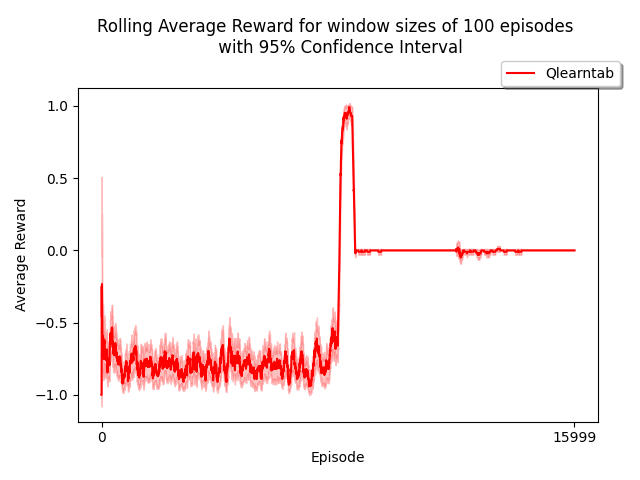 Rolling Average Reward for window sizes of 100 episodes
with 95% Confidence Interval
Qlearntab
1.0
0.5
0.0
−0.5
−1.0
Average Reward
0
15999
Episode